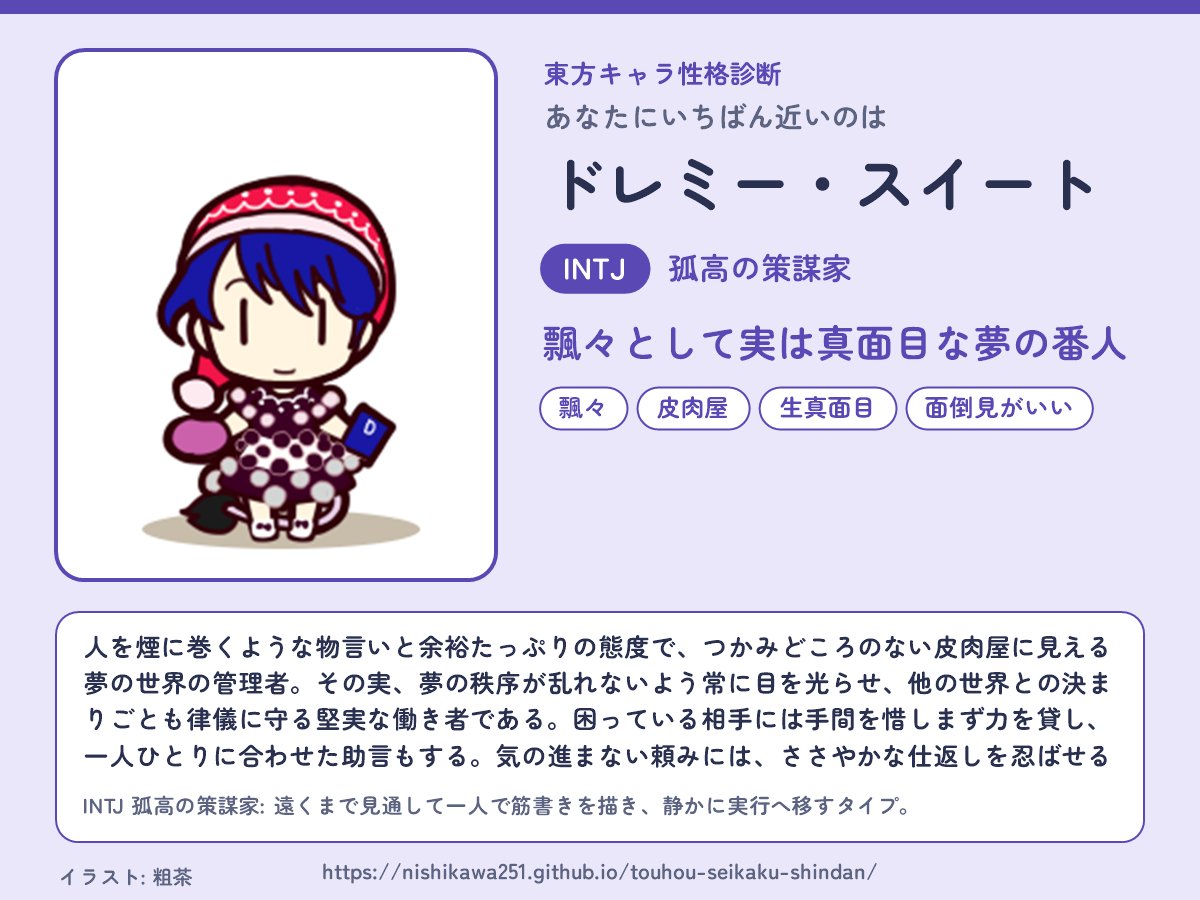 東方キャラ性格診断
あなたにいちばん近いのは
ドレミー・スイート
INTJ 孤高の策謀家
飄々として実は真面目な夢の番人
飄々 皮肉屋 生真面目 面倒見がいい
D
人を煙に巻くような物言いと余裕たっぷりの態度で、つかみどころのない皮肉屋に見える
夢の世界の管理者。その実、夢の秩序が乱れないよう常に目を光らせ、他の世界との決ま
りごとも律儀に守る堅実な働き者である。困っている相手には手間を惜しまず力を貸し、
一人ひとりに合わせた助言もする。気の進まない頼みには、ささやかな仕返しを忍ばせる
INTJ 孤高の策謀家: 遠くまで見通して一人で筋書きを描き、静かに実行へ移すタイプ。
イラスト: 粗茶
https://nishikawa251.github.io/touhou-seikaku-shindan/